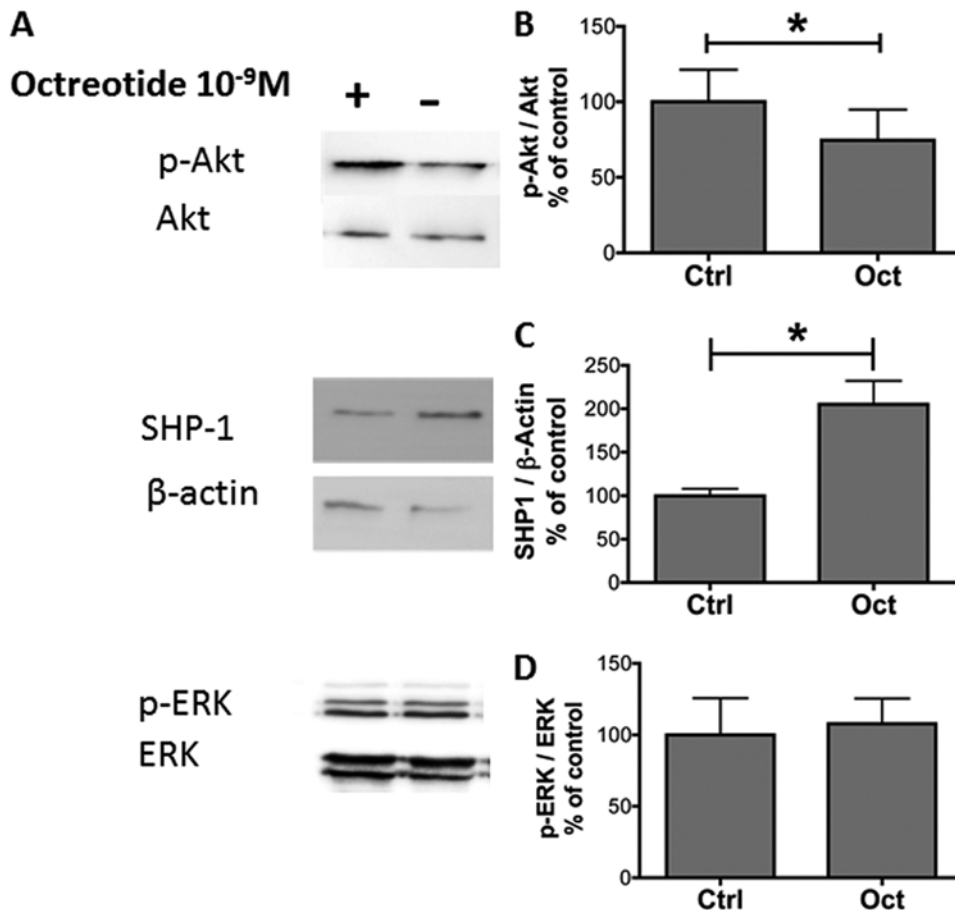 A
Octreotide 10⁻⁹M
+ −
p-Akt
Akt
SHP-1
β-actin
p-ERK
ERK
B
*
p-Akt / Akt
% of control
150
100
50
0
Ctrl Oct
C
*
SHP1 / β-Actin
% of control
250
200
150
100
50
0
Ctrl Oct
D
p-ERK / ERK
% of control
150
100
50
0
Ctrl Oct